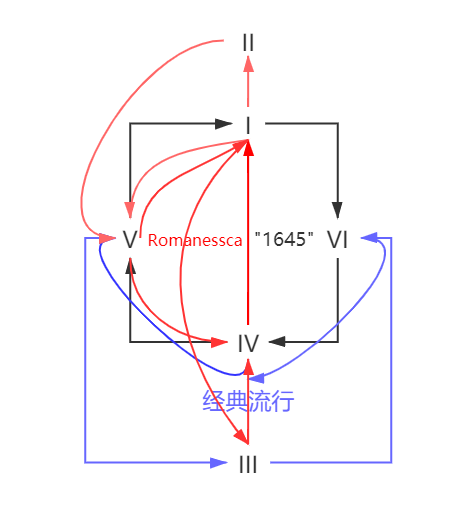 II
I
V Romanessca "1645" VI
IV
经典流行
III